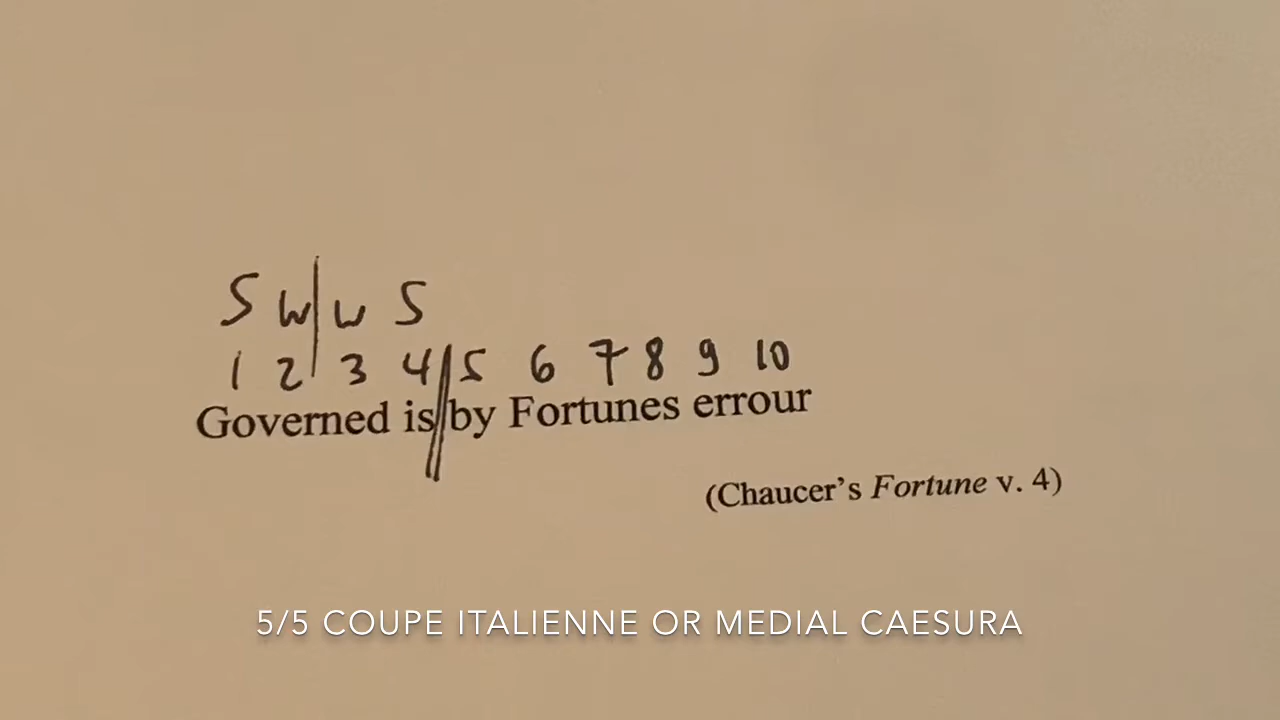 S W | W S
1 2 | 3 4 // 5 6 7 8 9 10
Governed is // by Fortunes errour
(Chaucer's Fortune v. 4)
5/5 COUPE ITALIENNE OR MEDIAL CAESURA